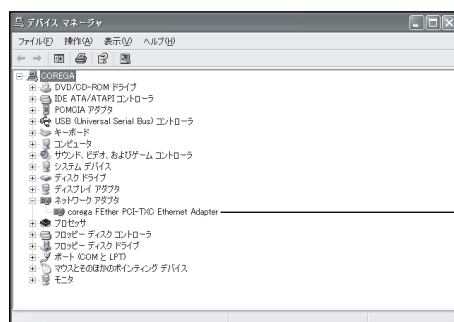 デバイス マネージャ
ファイル(F) 操作(A) 表示(V) ヘルプ(H)
COREGA
DVD/CD-ROM ドライブ
IDE ATA/ATAPI コントローラ
PCMCIA アダプタ
USB (Universal Serial Bus) コントローラ
キーボード
コンピュータ
サウンド、ビデオ、およびゲーム コントローラ
システム デバイス
ディスク ドライブ
ディスプレイ アダプタ
ネットワーク アダプタ
corega FEther PCI-TXC Ethernet Adapter
プロセッサ
フロッピー ディスク コントローラ
フロッピー ディスク ドライブ
ポート (COM と LPT)
マウスとそのほかのポインティング デバイス
モニタ